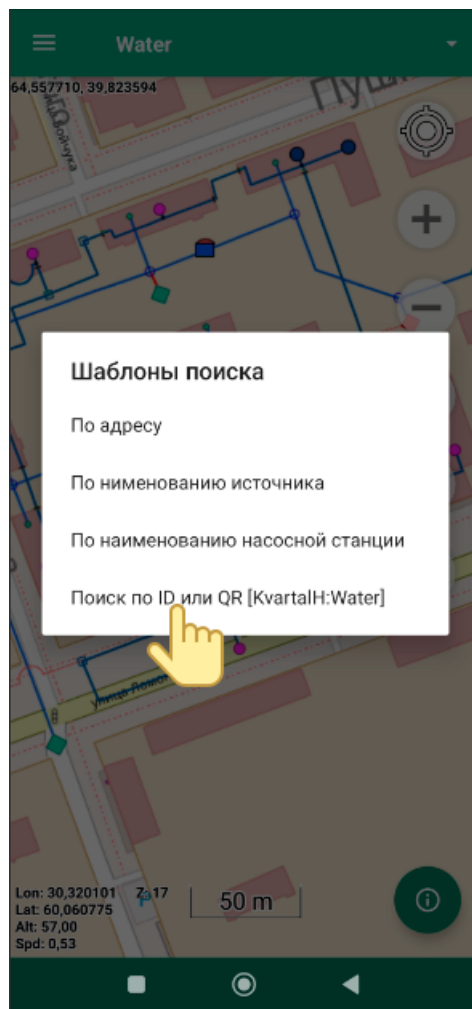 Water
64,557710, 39,823594
Шаблоны поиска
По адресу
По нименованию источника
По наименованию насосной станции
Поиск по ID или QR [KvartalH:Water]
Lon: 30,320101 Z: 17
Lat: 60,060775
Alt: 57,00
Spd: 0,53
50 m